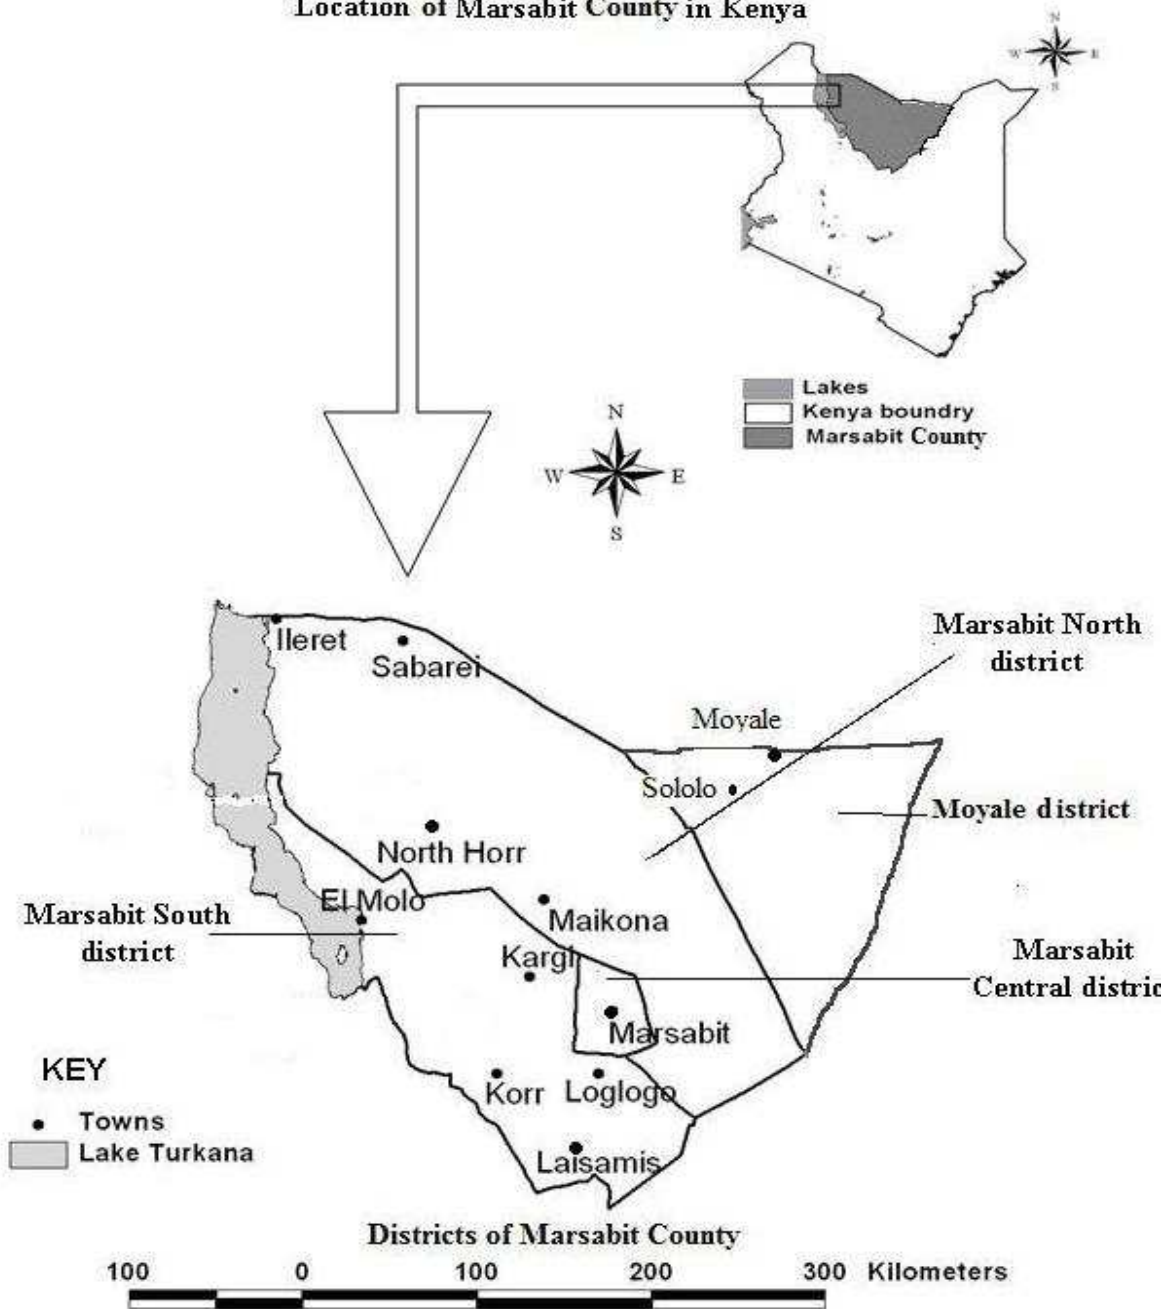 Location of Marsabit County in Kenya
N
W E
S
Lakes
Kenya boundry
Marsabit County
N
W E
S
Marsabit North
district
Ileret
Sabarei
Moyale
Sololo
Moyale district
North Horr
El Molo
Marsabit South
district
Maikona
Kargi
Marsabit
Central distric
Marsabit
KEY
Korr Loglogo
Towns
Lake Turkana
Laisamis
Districts of Marsabit County
100 0 100 200 300 Kilometers